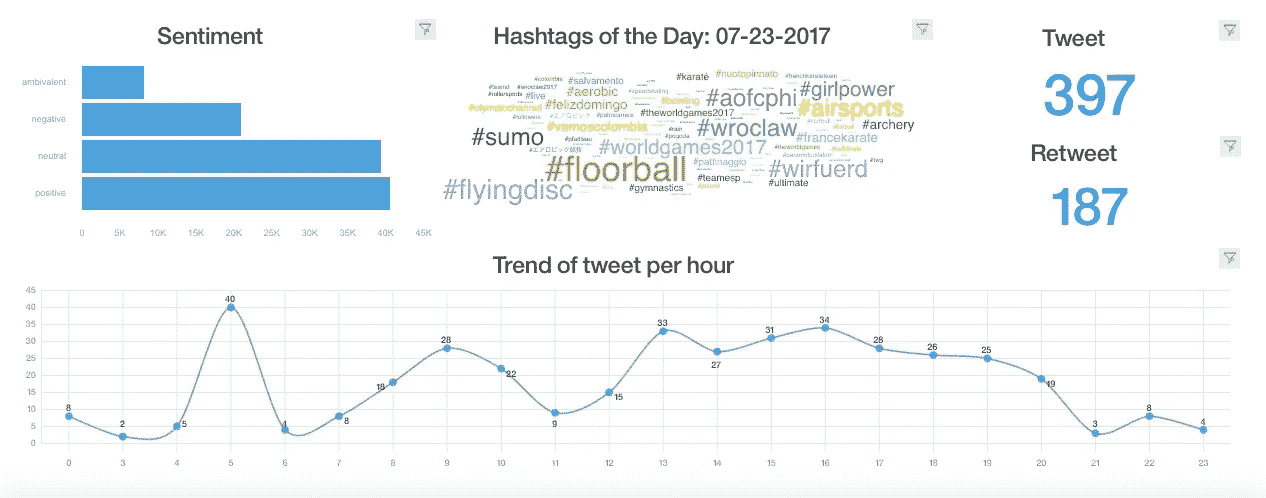 Sentiment
ambivalent
negative
neutral
positive
0 5K 10K 15K 20K 25K 30K 35K 40K 45K
Hashtags of the Day: 07-23-2017
#karaté #nuotopinnato
#salvamento
#aerobic
#live
#felizdomingo
#olympicchannel
#bowling
#aofcphi
#girlpower
#airsports
#theworldgames2017
#vamoscolombia
#wroclaw
#archery
#sumo
#francekarate
#worldgames2017
#floorball
#pattinaggio
#wirfuerd
#teamesp
#flyingdisc
#gymnastics
#ultimate
Tweet
397
Retweet
187
Trend of tweet per hour
45
40
35
30
25
20
15
10
5
0
8 2 5 40 4 8 18 28 22 9 15 33 27 31 34 28 26 25 19 3 8 4
0 3 4 5 6 7 8 9 10 11 12 13 14 15 16 17 18 19 20 21 22 23